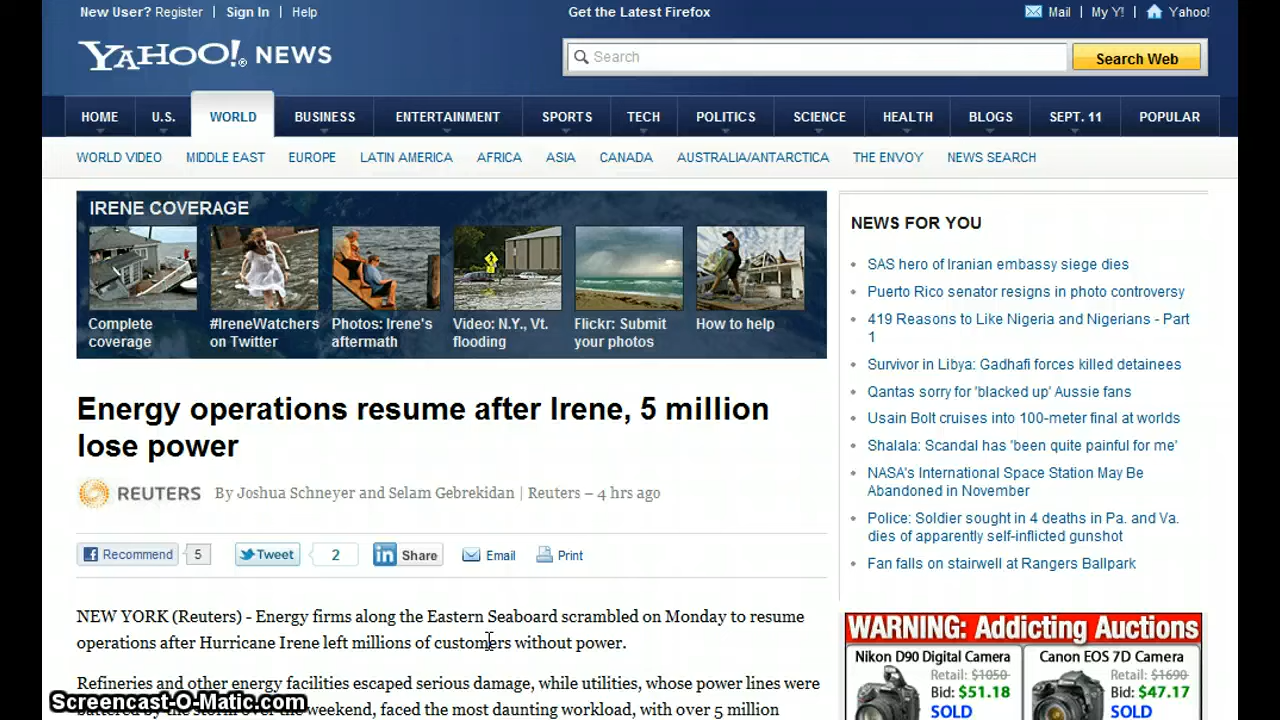 New User? Register | Sign In | Help
Get the Latest Firefox
Mail | My Y! | Yahoo!
YAHOO!® NEWS
Search
Search Web
HOME U.S. WORLD BUSINESS ENTERTAINMENT SPORTS TECH POLITICS SCIENCE HEALTH BLOGS SEPT. 11 POPULAR
WORLD VIDEO MIDDLE EAST EUROPE LATIN AMERICA AFRICA ASIA CANADA AUSTRALIA/ANTARCTICA THE ENVOY NEWS SEARCH
IRENE COVERAGE
Complete
coverage
#IreneWatchers
on Twitter
Photos: Irene's
aftermath
Video: N.Y., Vt.
flooding
Flickr: Submit
your photos
How to help
Energy operations resume after Irene, 5 million
lose power
REUTERS By Joshua Schneyer and Selam Gebrekidan | Reuters – 4 hrs ago
Recommend 5 Tweet 2 Share Email Print
NEW YORK (Reuters) - Energy firms along the Eastern Seaboard scrambled on Monday to resume
operations after Hurricane Irene left millions of customers without power.
Refineries and other energy facilities escaped serious damage, while utilities, whose power lines were
battered by the storm over the weekend, faced the most daunting workload, with over 5 million
NEWS FOR YOU
SAS hero of Iranian embassy siege dies
Puerto Rico senator resigns in photo controversy
419 Reasons to Like Nigeria and Nigerians - Part
1
Survivor in Libya: Gadhafi forces killed detainees
Qantas sorry for 'blacked up' Aussie fans
Usain Bolt cruises into 100-meter final at worlds
Shalala: Scandal has 'been quite painful for me'
NASA's International Space Station May Be
Abandoned in November
Police: Soldier sought in 4 deaths in Pa. and Va.
dies of apparently self-inflicted gunshot
Fan falls on stairwell at Rangers Ballpark
WARNING: Addicting Auctions
Nikon D90 Digital Camera
Retail: $1050
Bid: $51.18
SOLD
Canon EOS 7D Camera
Retail: $1690
Bid: $47.17
SOLD
Screencast-O-Matic.com